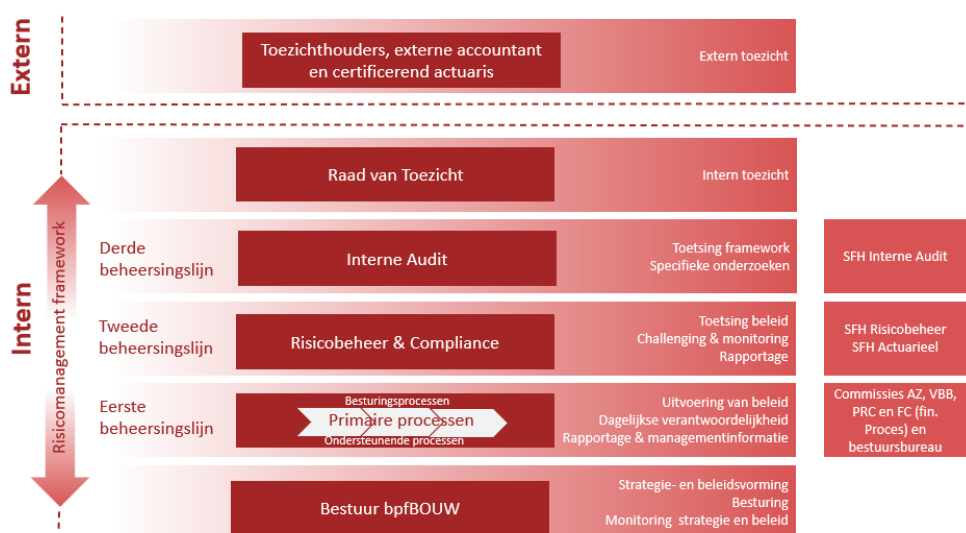 Extern
Toezichthouders, externe accountant
en certificerend actuaris
Extern toezicht
Intern
Risicomanagement framework
Raad van Toezicht
Intern toezicht
Derde
beheersingslijn
Interne Audit
Toetsing framework
Specifieke onderzoeken
SFH Interne Audit
Tweede
beheersingslijn
Risicobeheer & Compliance
Toetsing beleid
Challenging & monitoring
Rapportage
SFH Risicobeheer
SFH Actuarieel
Eerste
beheersingslijn
Besturingsprocessen
Primaire processen
Ondersteunende processen
Uitvoering van beleid
Dagelijkse verantwoordelijkheid
Rapportage & managementinformatie
Commissies AZ, VBB,
PRC en FC (fin.
Proces) en
bestuursbureau
Bestuur bpfBOUW
Strategie- en beleidsvorming
Besturing
Monitoring strategie en beleid